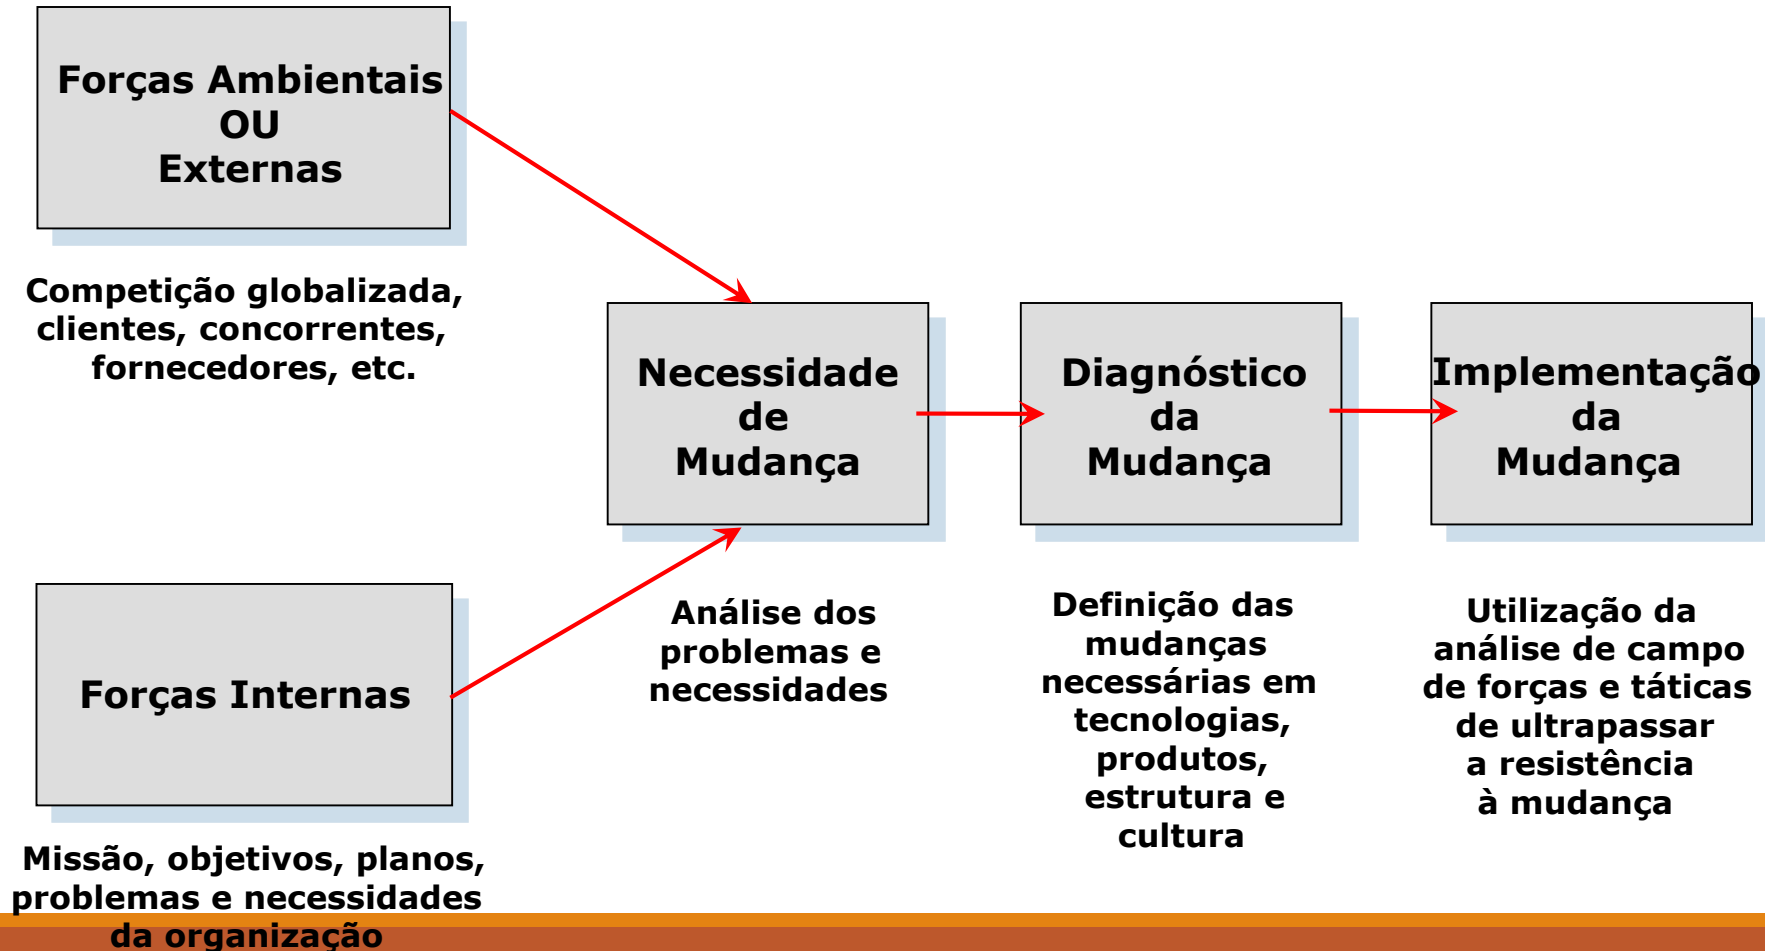 Forças Ambientais
OU
Externas
Competição globalizada,
clientes, concorrentes,
fornecedores, etc.
Necessidade
de
Mudança
Diagnóstico
da
Mudança
Implementação
da
Mudança
Forças Internas
Análise dos
problemas e
necessidades
Definição das
mudanças
necessárias em
tecnologias,
produtos,
estrutura e
cultura
Utilização da
análise de campo
de forças e táticas
de ultrapassar
a resistência
à mudança
Missão, objetivos, planos,
problemas e necessidades
da organização